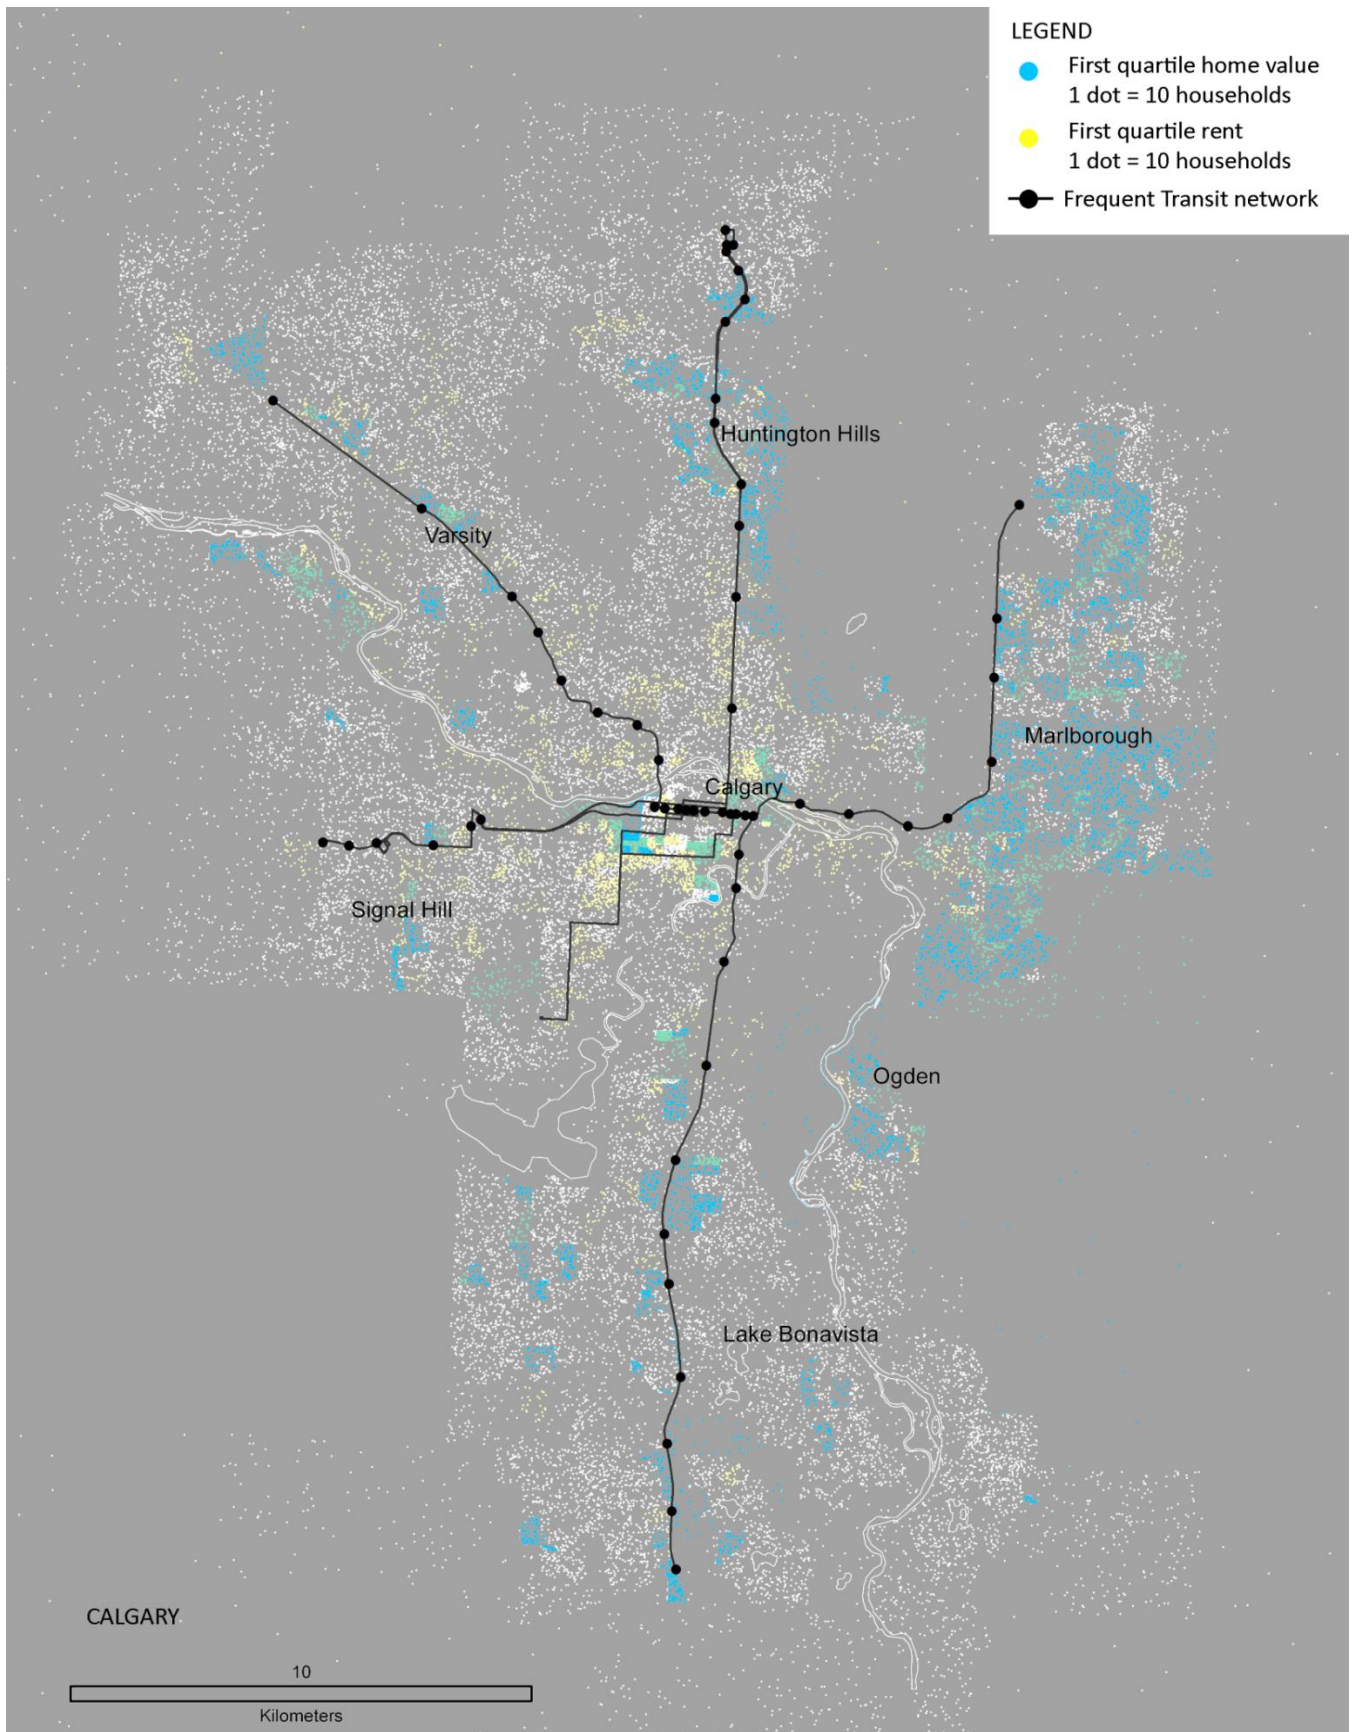 LEGEND
First quartile home value
1 dot = 10 households
First quartile rent
1 dot = 10 households
Frequent Transit network
Huntington Hills
Varsity
Marlborough
Calgary
Signal Hill
Ogden
Lake Bonavista
CALGARY
10
Kilometers